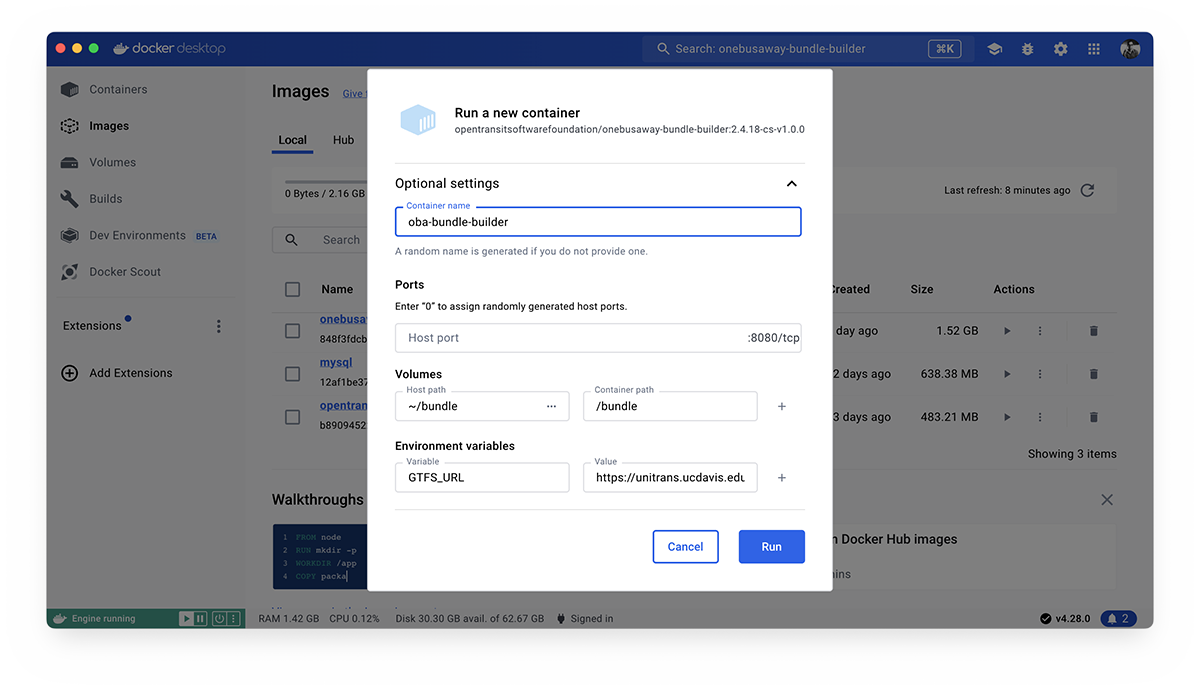 docker desktop
Search: onebusaway-bundle-builder
⌘K
Containers
Images
Volumes
Builds
Dev Environments BETA
Docker Scout
Extensions
Add Extensions
Images
Give
Local Hub
0 Bytes / 2.16 GB
Last refresh: 8 minutes ago
Search
Name Created Size Actions
onebusa
848f3fdcb
day ago 1.52 GB
mysql
12af1be37
2 days ago 638.38 MB
opentran
b8909452
3 days ago 483.21 MB
Showing 3 items
Walkthroughs
1 FROM node
2 RUN mkdir -p
3 WORKDIR /app
4 COPY packa
Docker Hub images
Run a new container
opentransitsoftwarefoundation/onebusaway-bundle-builder:2.4.18-cs-v1.0.0
Optional settings
Container name
oba-bundle-builder
A random name is generated if you do not provide one.
Ports
Enter "0" to assign randomly generated host ports.
Host port :8080/tcp
Volumes
Host path Container path
~/bundle ··· /bundle +
Environment variables
Variable Value
GTFS_URL https://unitrans.ucdavis.edu +
Cancel Run
Engine running
RAM 1.42 GB CPU 0.12% Disk 30.30 GB avail. of 62.67 GB Signed in
v4.28.0
2